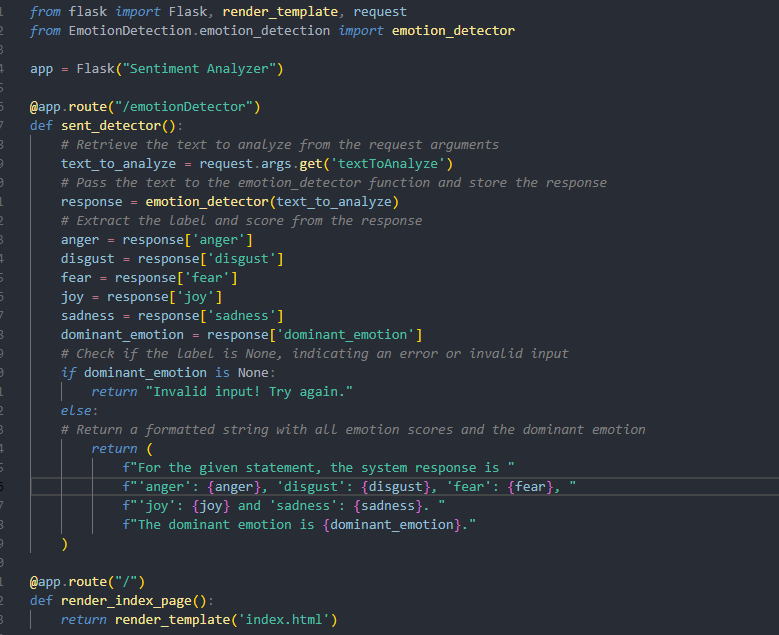 from flask import Flask, render_template, request
from EmotionDetection.emotion_detection import emotion_detector
app = Flask("Sentiment Analyzer")
@app.route("/emotionDetector")
def sent_detector():
    # Retrieve the text to analyze from the request arguments
    text_to_analyze = request.args.get('textToAnalyze')
    # Pass the text to the emotion_detector function and store the response
    response = emotion_detector(text_to_analyze)
    # Extract the label and score from the response
    anger = response['anger']
    disgust = response['disgust']
    fear = response['fear']
    joy = response['joy']
    sadness = response['sadness']
    dominant_emotion = response['dominant_emotion']
    # Check if the label is None, indicating an error or invalid input
    if dominant_emotion is None:
        return "Invalid input! Try again."
    else:
    # Return a formatted string with all emotion scores and the dominant emotion
        return (
            f"For the given statement, the system response is "
            f"'anger': {anger}, 'disgust': {disgust}, 'fear': {fear}, "
            f"'joy': {joy} and 'sadness': {sadness}. "
            f"The dominant emotion is {dominant_emotion}."
    )
@app.route("/")
def render_index_page():
    return render_template('index.html')